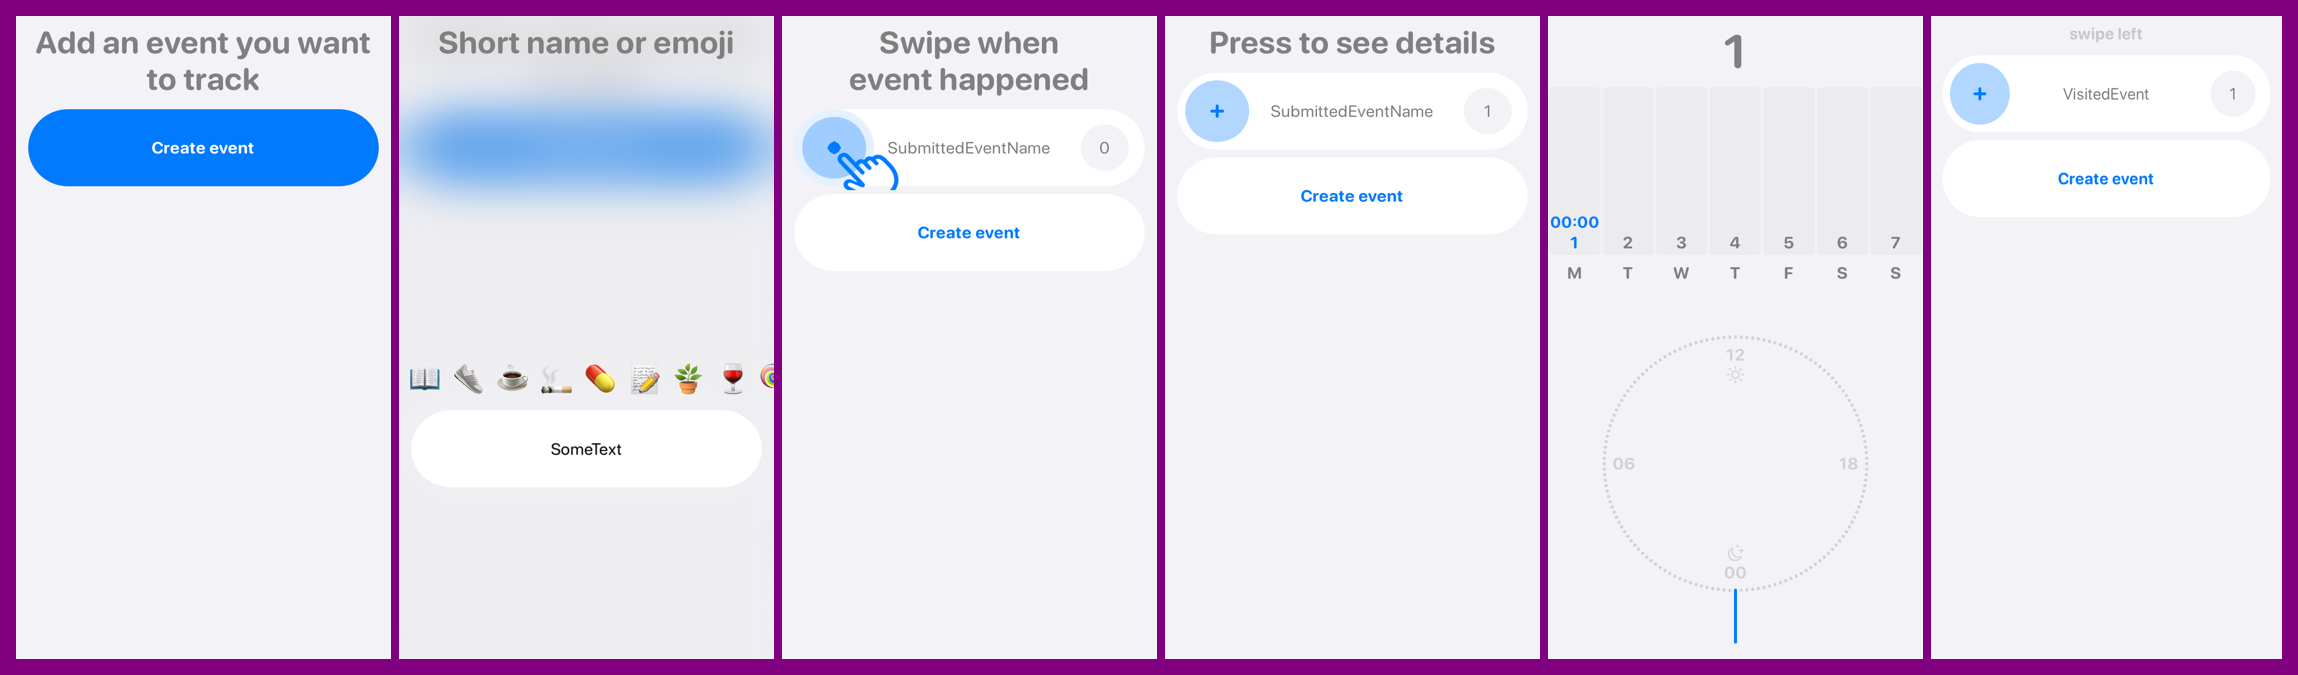 Add an event you want
to track
Create event
Short name or emoji
SomeText
Swipe when
event happened
SubmittedEventName
0
Create event
Press to see details
+
SubmittedEventName
1
Create event
1
00:00
1 2 3 4 5 6 7
M T W T F S S
12
06 18
00
swipe left
+
VisitedEvent
1
Create event